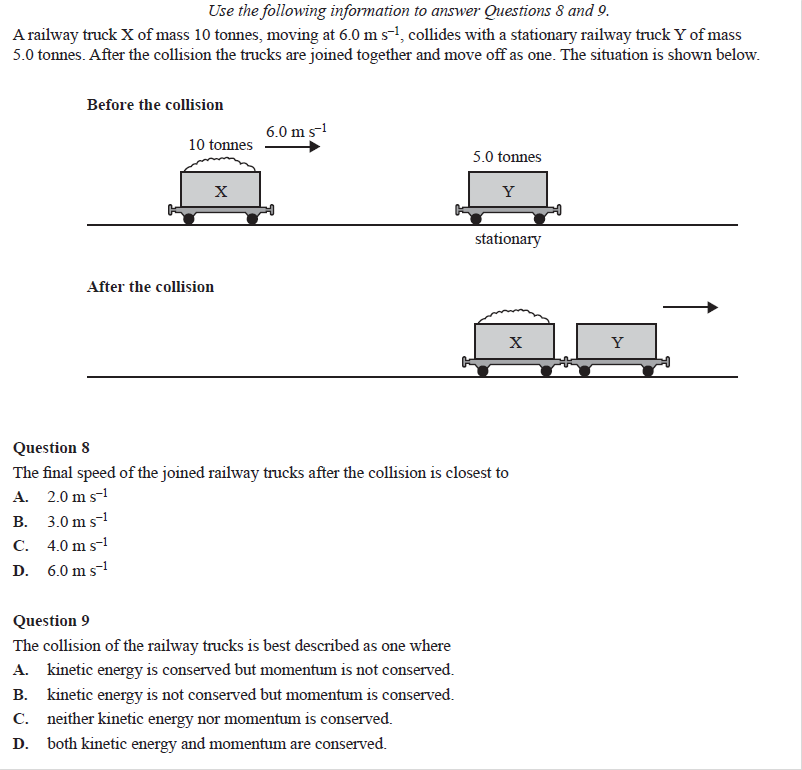 Use the following information to answer Questions 8 and 9.
A railway truck X of mass 10 tonnes, moving at 6.0 m s⁻¹, collides with a stationary railway truck Y of mass
5.0 tonnes. After the collision the trucks are joined together and move off as one. The situation is shown below.
Before the collision
6.0 m s⁻¹
10 tonnes
5.0 tonnes
X
Y
stationary
After the collision
X
Y
Question 8
The final speed of the joined railway trucks after the collision is closest to
A. 2.0 m s⁻¹
B. 3.0 m s⁻¹
C. 4.0 m s⁻¹
D. 6.0 m s⁻¹
Question 9
The collision of the railway trucks is best described as one where
A. kinetic energy is conserved but momentum is not conserved.
B. kinetic energy is not conserved but momentum is conserved.
C. neither kinetic energy nor momentum is conserved.
D. both kinetic energy and momentum are conserved.